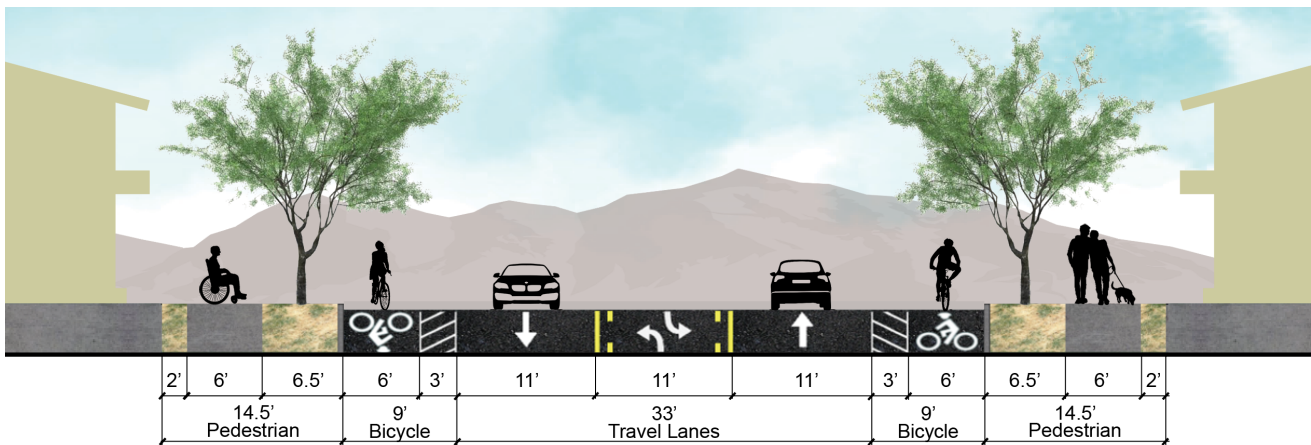 2’ 6’ 6.5’ 6’ 3’ 11’ 11’ 11’ 3’ 6’ 6.5’ 6’ 2’
14.5’ 9’ 33’ 9’ 14.5’
Pedestrian Bicycle Travel Lanes Bicycle Pedestrian